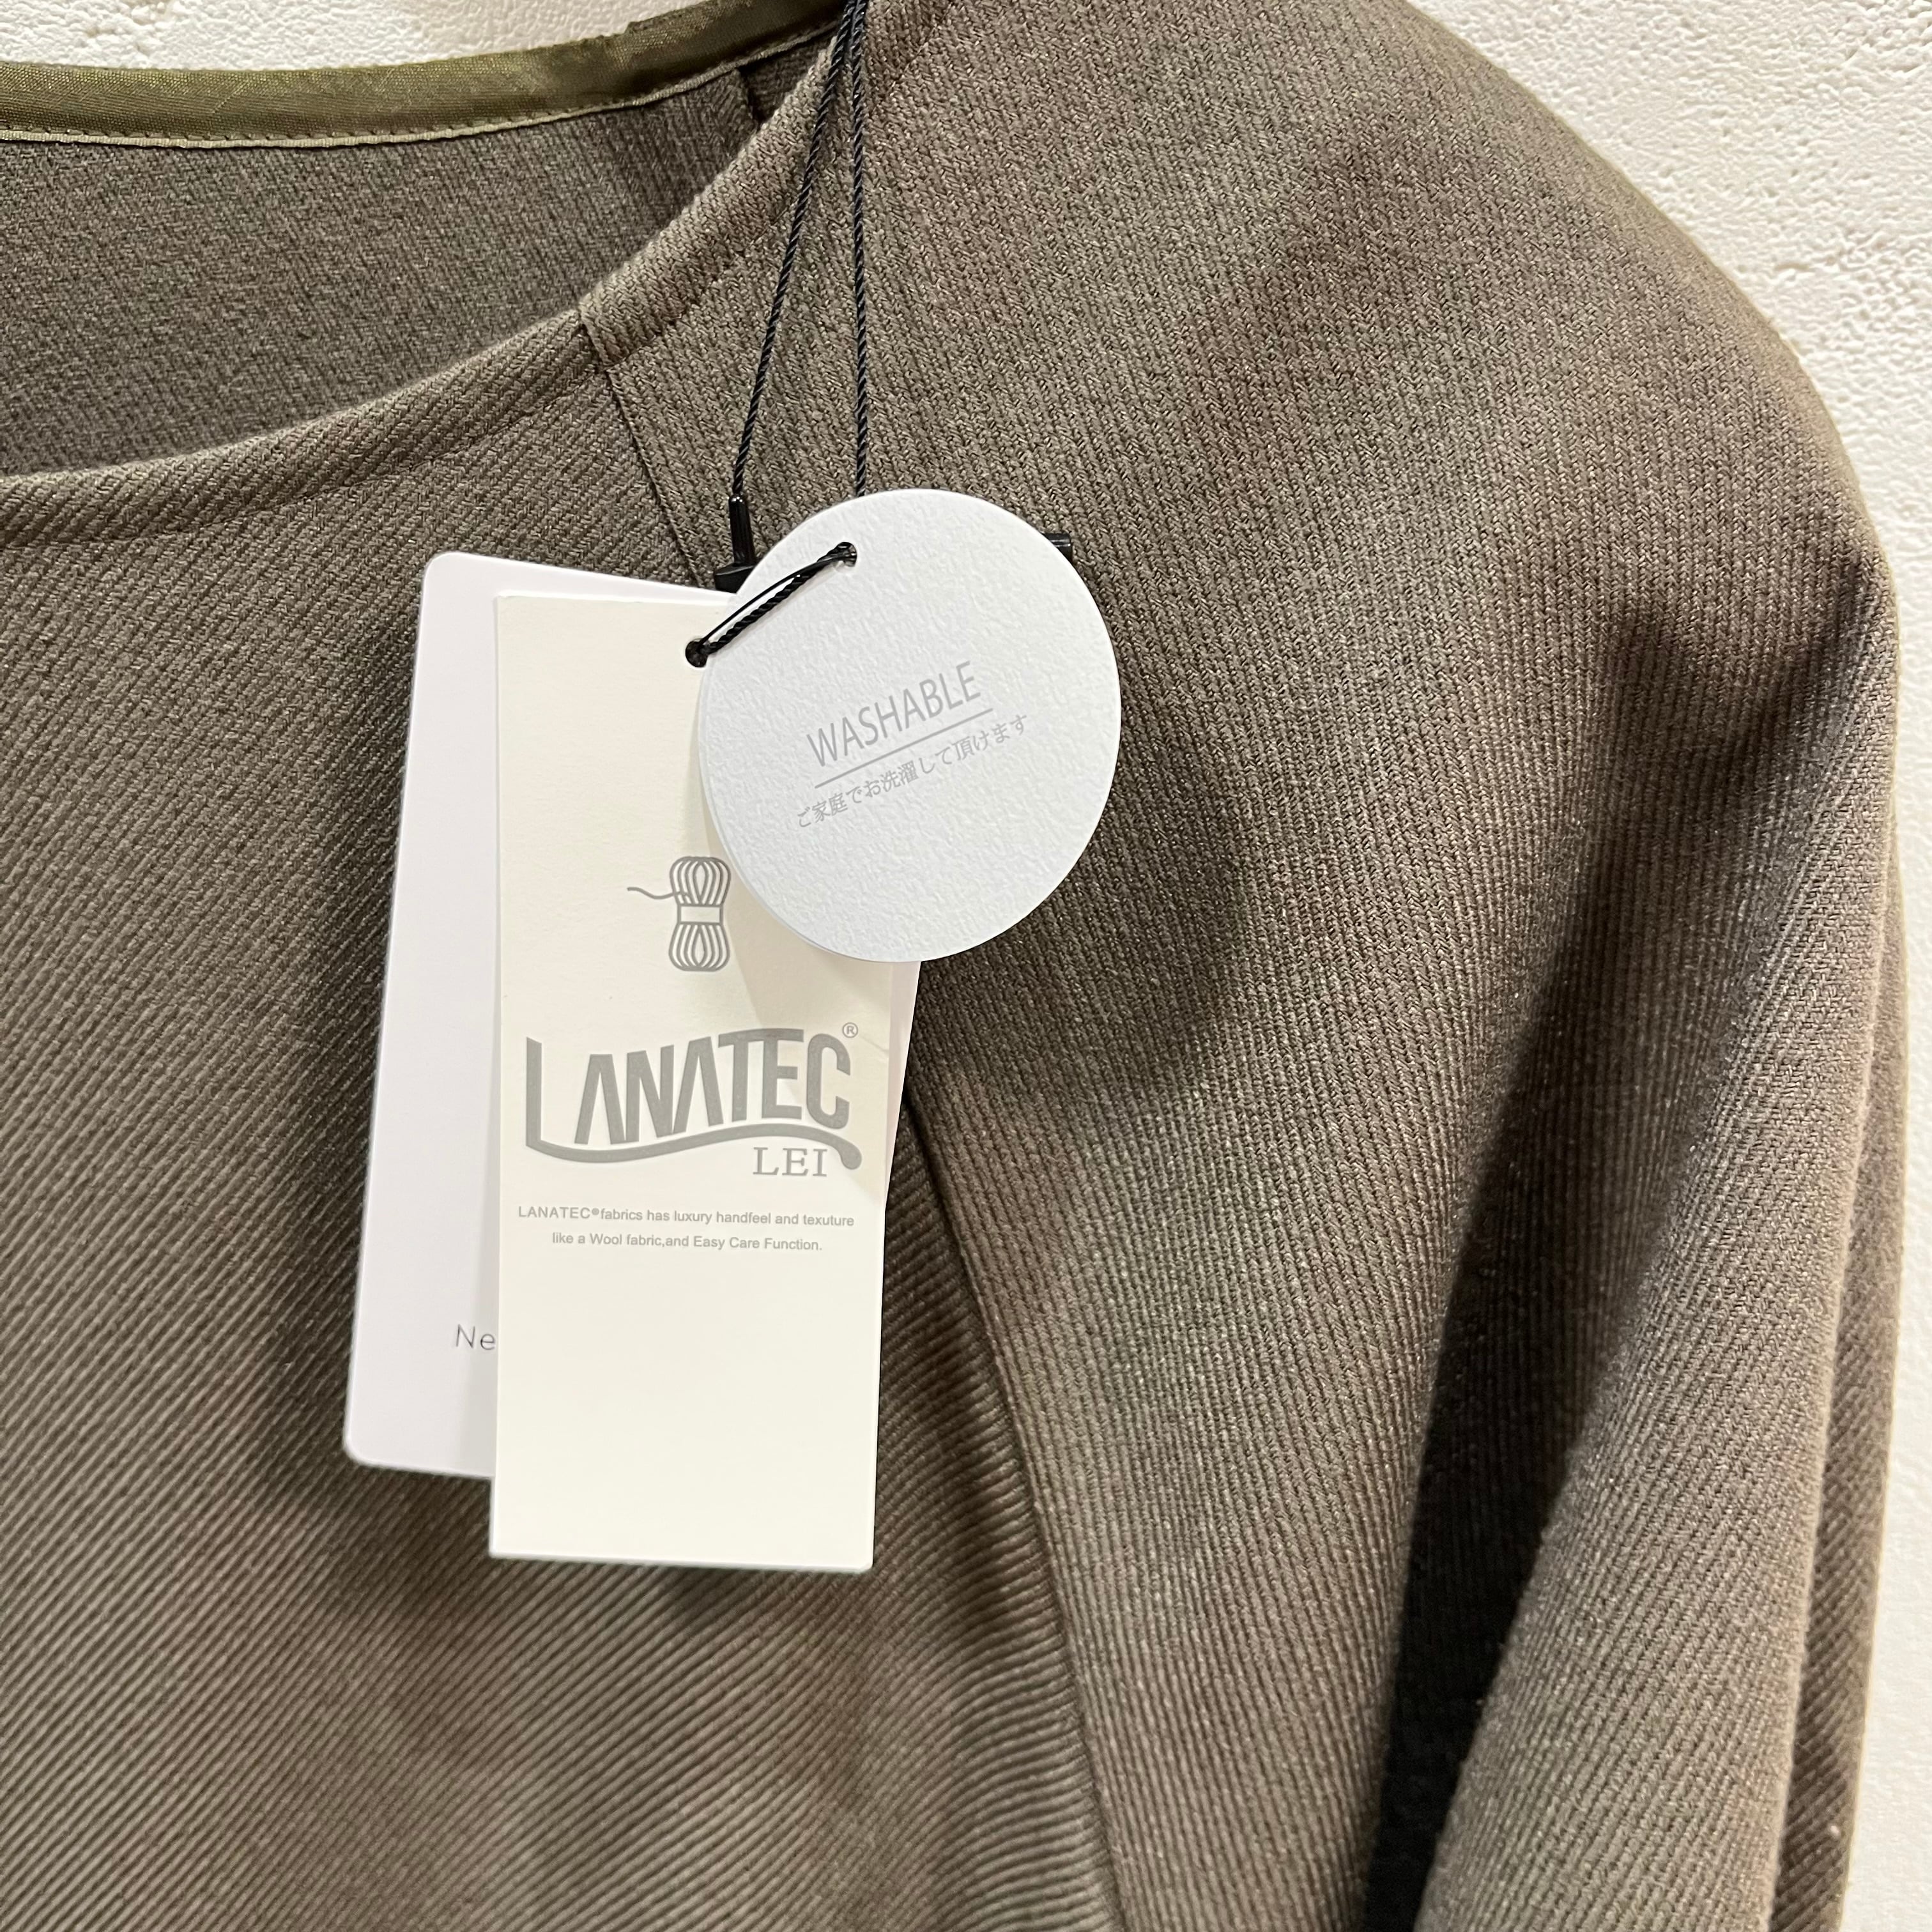 WASHABLE
ご家庭でお洗濯して頂けます
LANATEC®
LEI
LANATEC®fabrics has luxury handfeel and texuture
like a Wool fabric,and Easy Care Function.
Ne